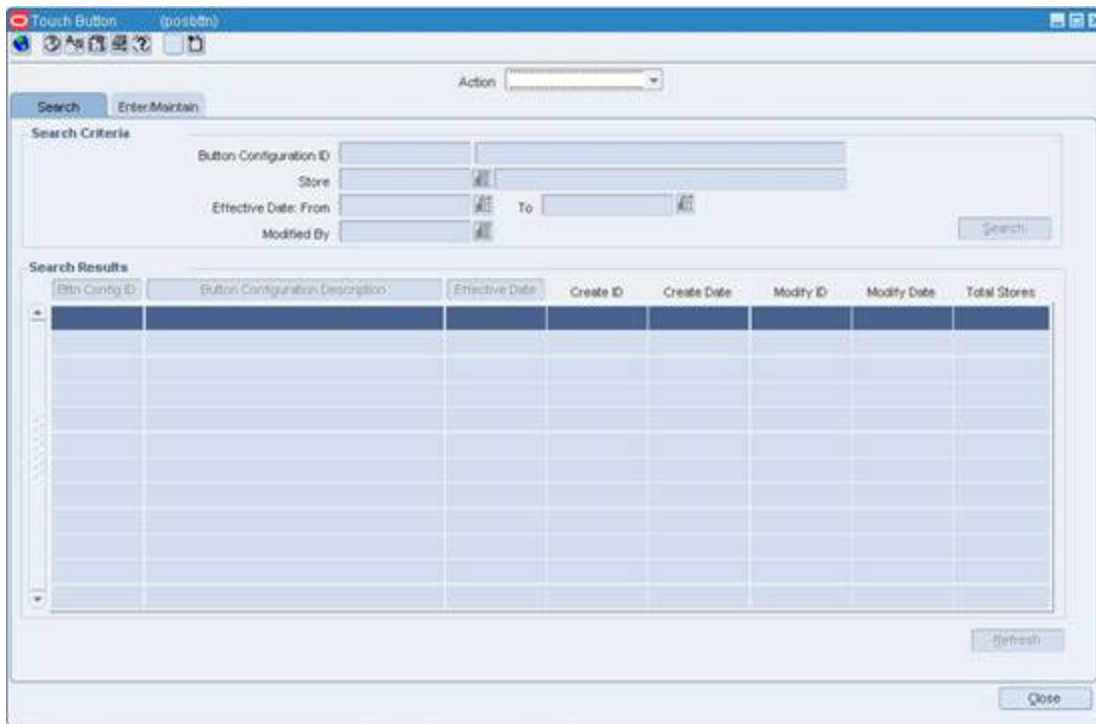 Touch Button (posbttn)
Action
Search Enter/Maintain
Search Criteria
Button Configuration ID
Store
Effective Date: From To
Modified By
Search
Search Results
Bttn Config ID Button Configuration Description Effective Date Create ID Create Date Modify ID Modify Date Total Stores
Refresh
Close